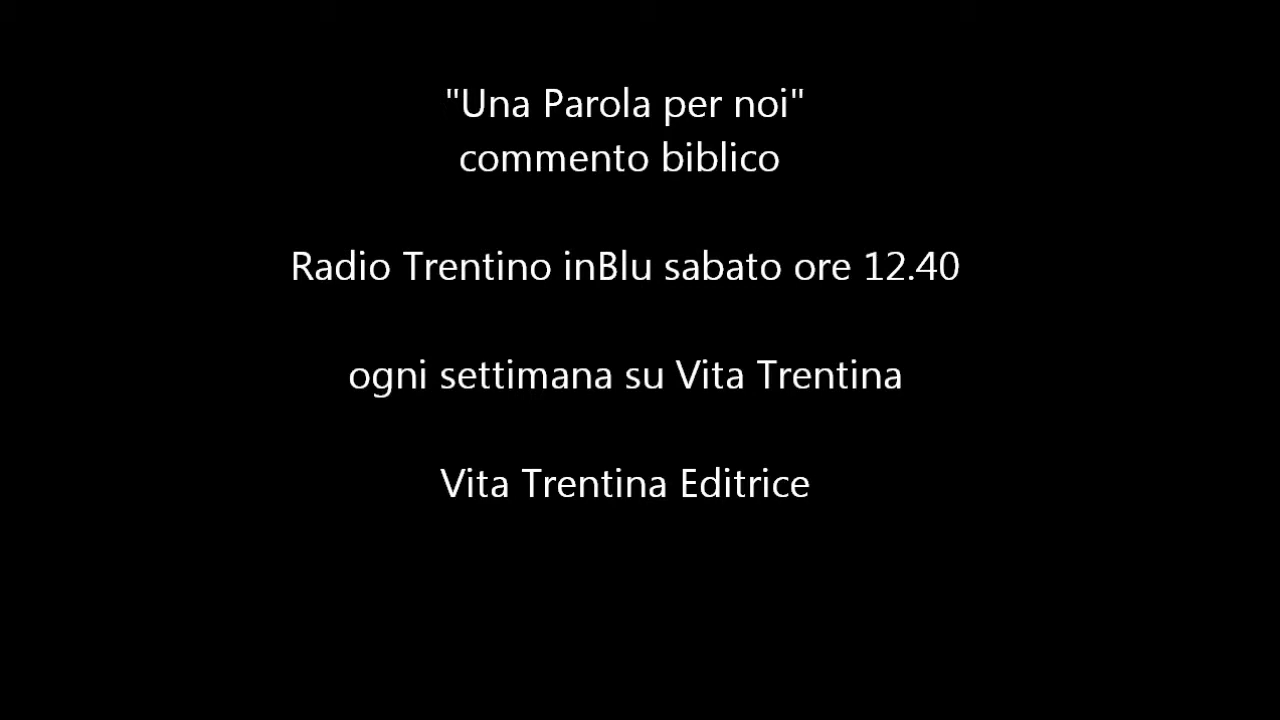 "Una Parola per noi"
commento biblico
Radio Trentino inBlu sabato ore 12.40
ogni settimana su Vita Trentina
Vita Trentina Editrice